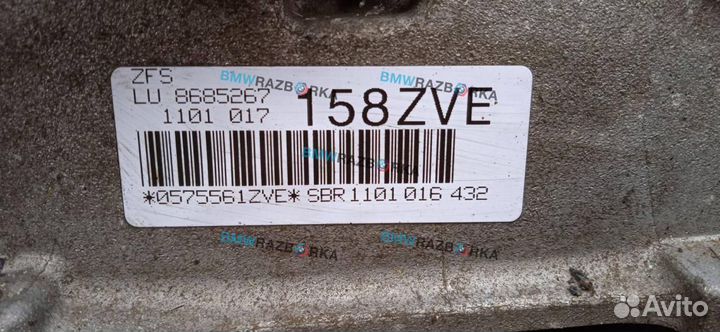 ZFS
LU 8685267
1101 017
158ZVE
*0575561ZVE* SBR 1101 016 432
BMWRAZBORKA
BMWRAZBORKA
BMWRAZBORKA
BMWRAZBORKA
BMWRAZBORKA
BMWRAZBORKA
Avito